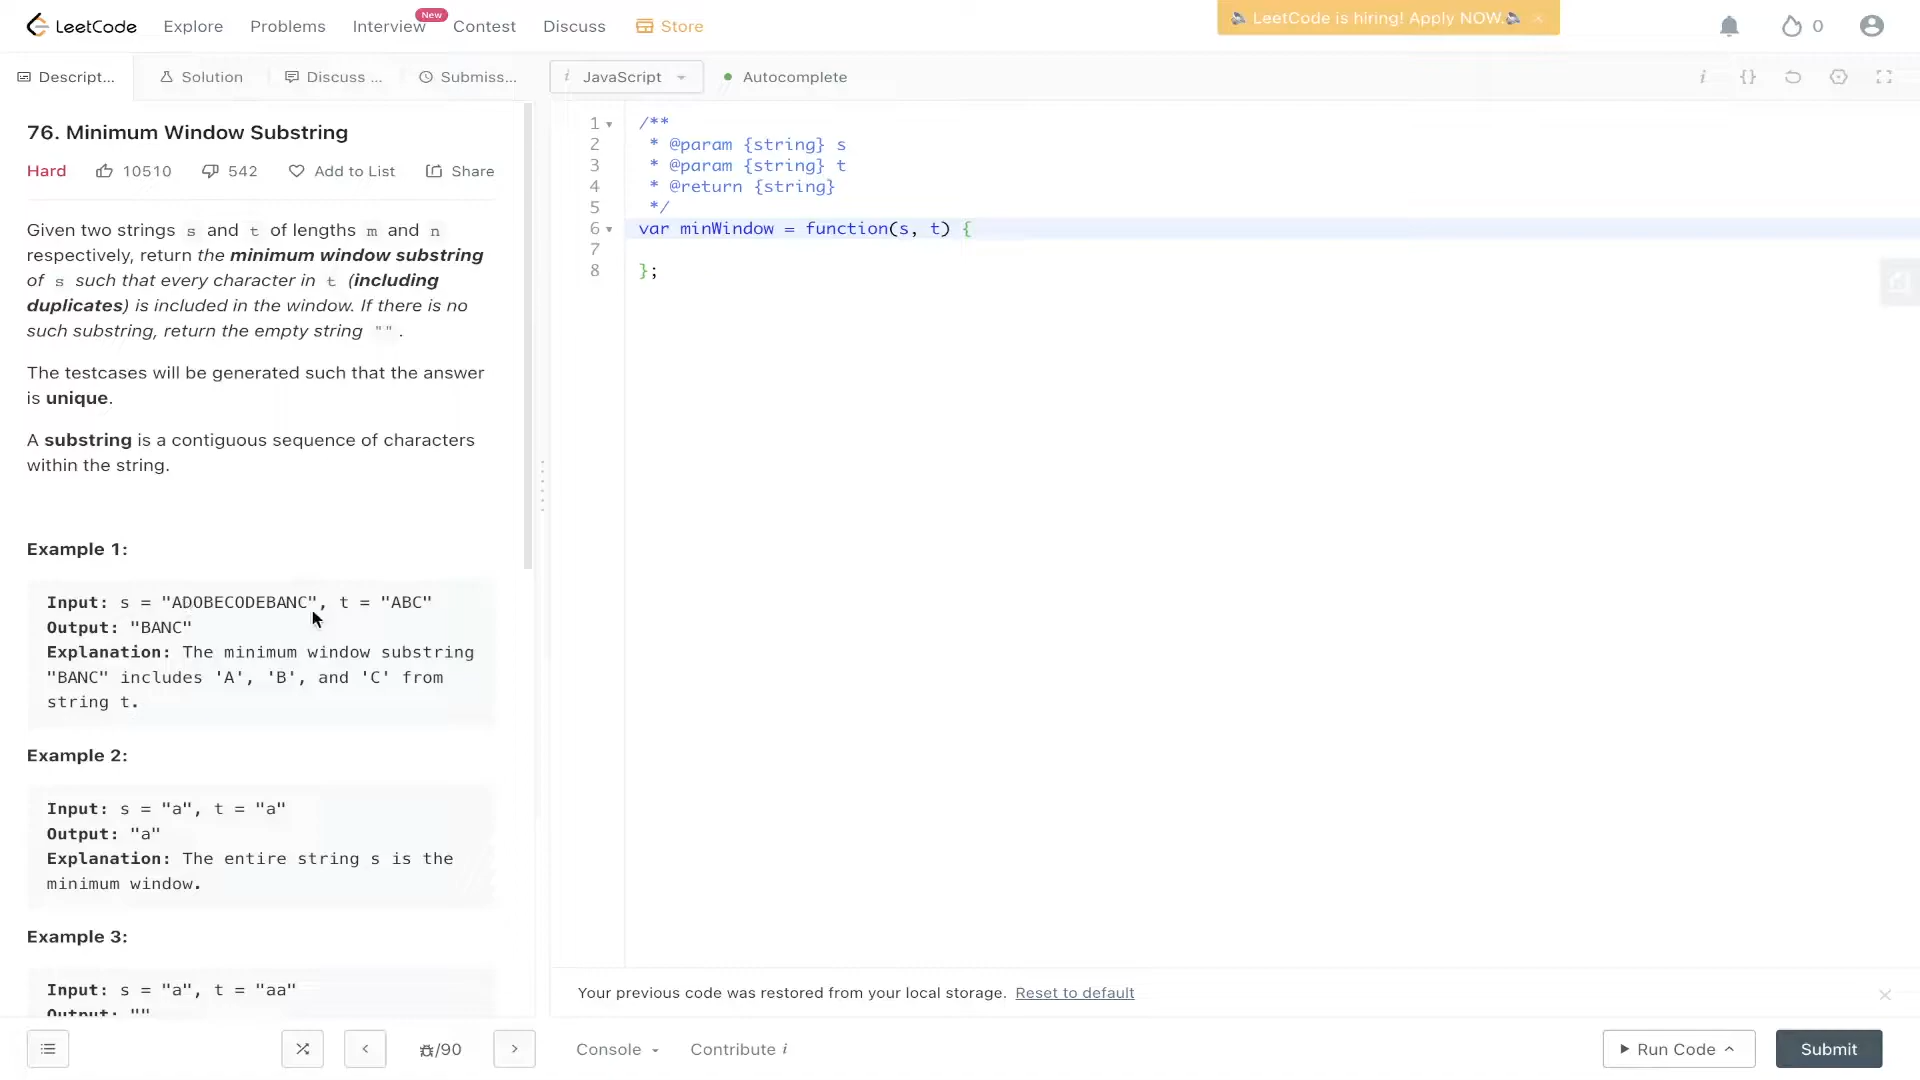 LeetCode
Explore
Problems
Interview
New
Contest
Discuss
Store
LeetCode is hiring! Apply NOW.
0
Descript...
Solution
Discuss ...
Submiss...
i JavaScript
Autocomplete
i
{}
76. Minimum Window Substring
Hard
10510
542
Add to List
Share
Given two strings s and t of lengths m and n
respectively, return the minimum window substring
of s such that every character in t (including
duplicates) is included in the window. If there is no
such substring, return the empty string "" .
The testcases will be generated such that the answer
is unique.
A substring is a contiguous sequence of characters
within the string.
Example 1:
Input: s = "ADOBECODEBANC", t = "ABC"
Output: "BANC"
Explanation: The minimum window substring
"BANC" includes 'A', 'B', and 'C' from
string t.
Example 2:
Input: s = "a", t = "a"
Output: "a"
Explanation: The entire string s is the
minimum window.
Example 3:
Input: s = "a", t = "aa"
Output: ""
1 /**
2 * @param {string} s
3 * @param {string} t
4 * @return {string}
5 */
6 var minWindow = function(s, t) {
7
8 };
Your previous code was restored from your local storage. Reset to default
/90
Console
Contribute i
Run Code
Submit